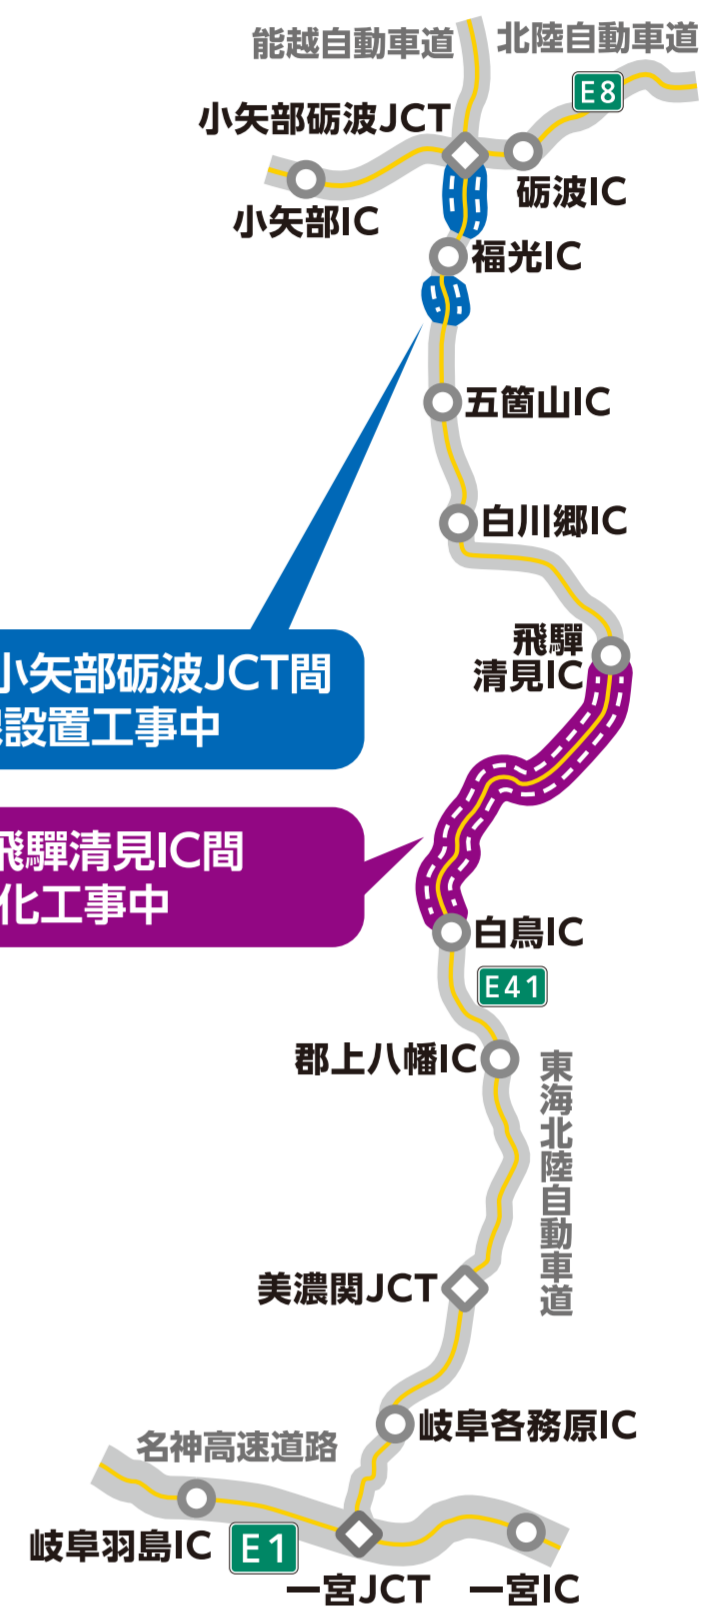 能越自動車道
北陸自動車道
E8
小矢部砺波JCT
砺波IC
小矢部IC
福光IC
五箇山IC
白川郷IC
飛驒
清見IC
小矢部砺波JCT間
設置工事中
飛驒清見IC間
化工事中
白鳥IC
E41
郡上八幡IC
東海北陸自動車道
美濃関JCT
岐阜各務原IC
名神高速道路
岐阜羽島IC
E1
一宮JCT
一宮IC